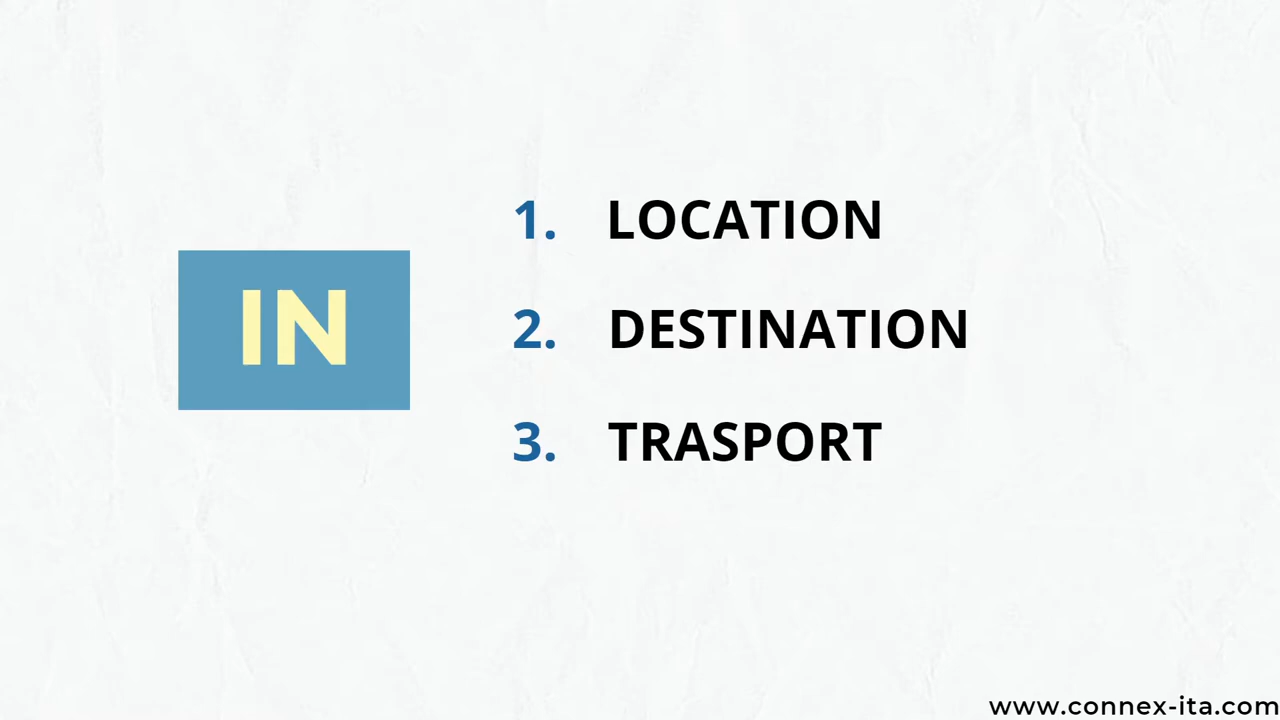 IN
1. LOCATION
2. DESTINATION
3. TRASPORT
www.connex-ita.com